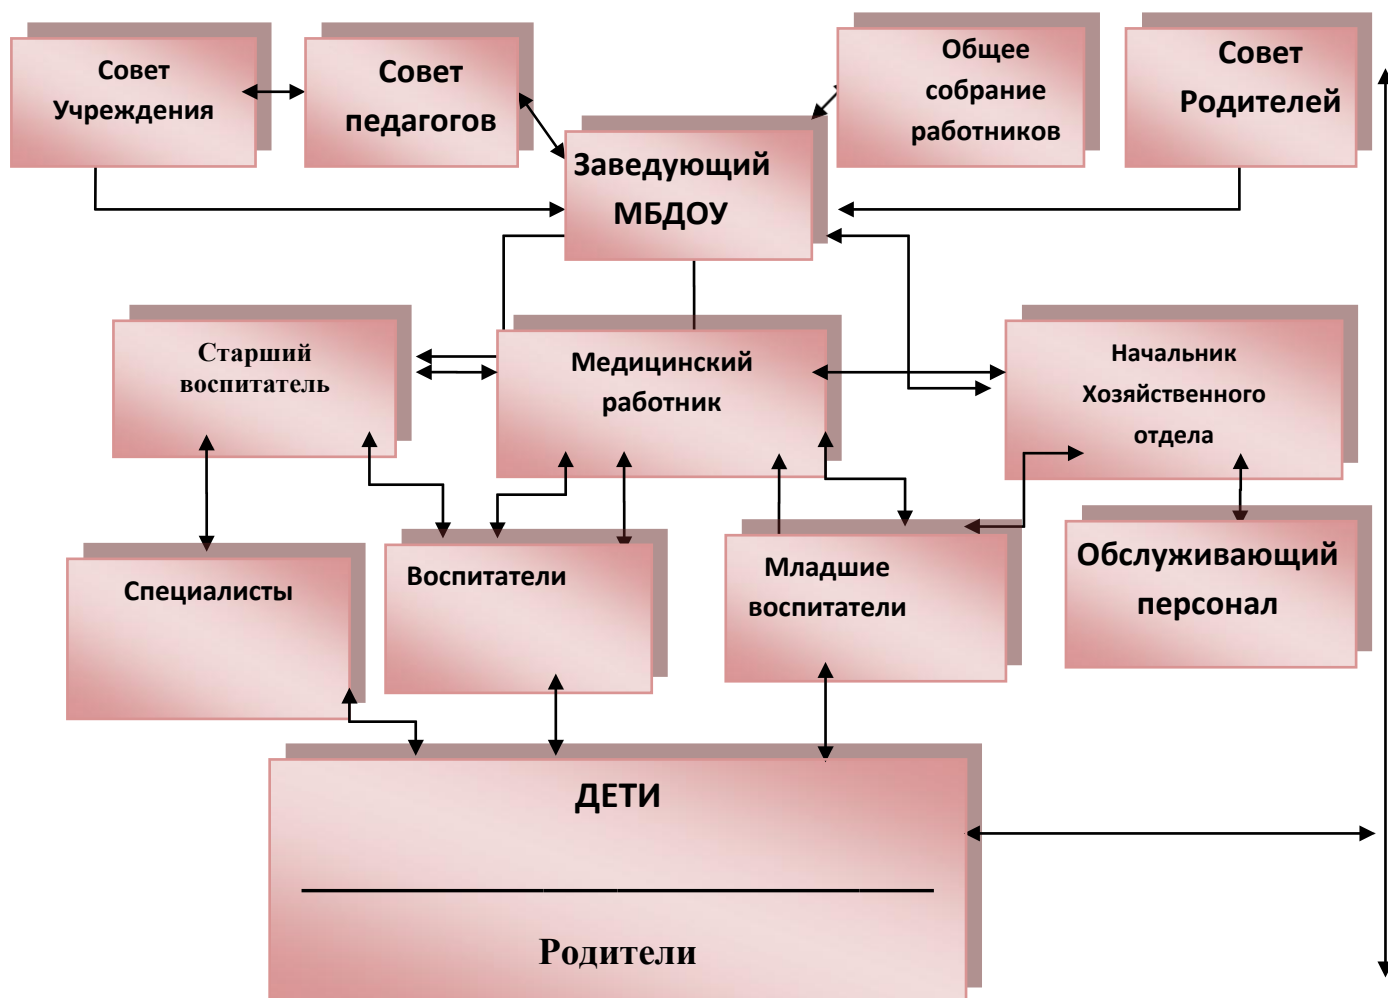 Совет
Учреждения
Совет
педагогов
Общее
собрание
работников
Совет
Родителей
Заведующий
МБДОУ
Старший
воспитатель
Медицинский
работник
Начальник
Хозяйственного
отдела
Специалисты
Воспитатели
Младшие
воспитатели
Обслуживающий
персонал
ДЕТИ
Родители